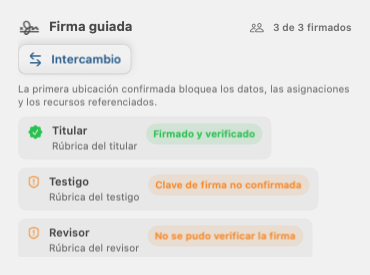 Firma guiada
3 de 3 firmados
Intercambio
La primera ubicación confirmada bloquea los datos, las asignaciones
y los recursos referenciados.
Titular
Firmado y verificado
Rúbrica del titular
Testigo
Clave de firma no confirmada
Rúbrica del testigo
Revisor
No se pudo verificar la firma
Rúbrica del revisor